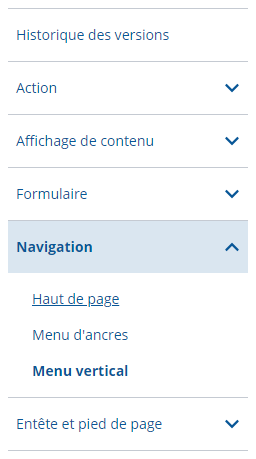 Historique des versions
Action
Affichage de contenu
Formulaire
Navigation
Haut de page
Menu d'ancres
Menu vertical
Entête et pied de page